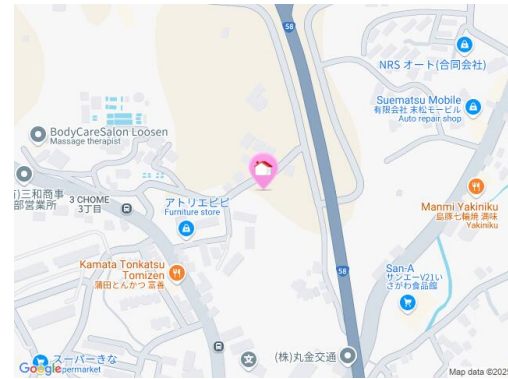 58
NRS オート(合同会社)
Suematsu Mobile
有限会社 末松モービル
Auto repair shop
BodyCareSalon Loosen
Massage therapist
三和商事
部営業所
3 CHOME
3丁目
アトリエビビ
Furniture store
Manmi Yakiniku
島豚七輪焼 満味
Yakiniku
Kamata Tonkatsu
Tomizen
蒲田とんかつ 富善
58
San-A
サンエーV21い
さがわ食品館
(株)丸金交通
スーパーきな
permarket
Google
Map data ©2025